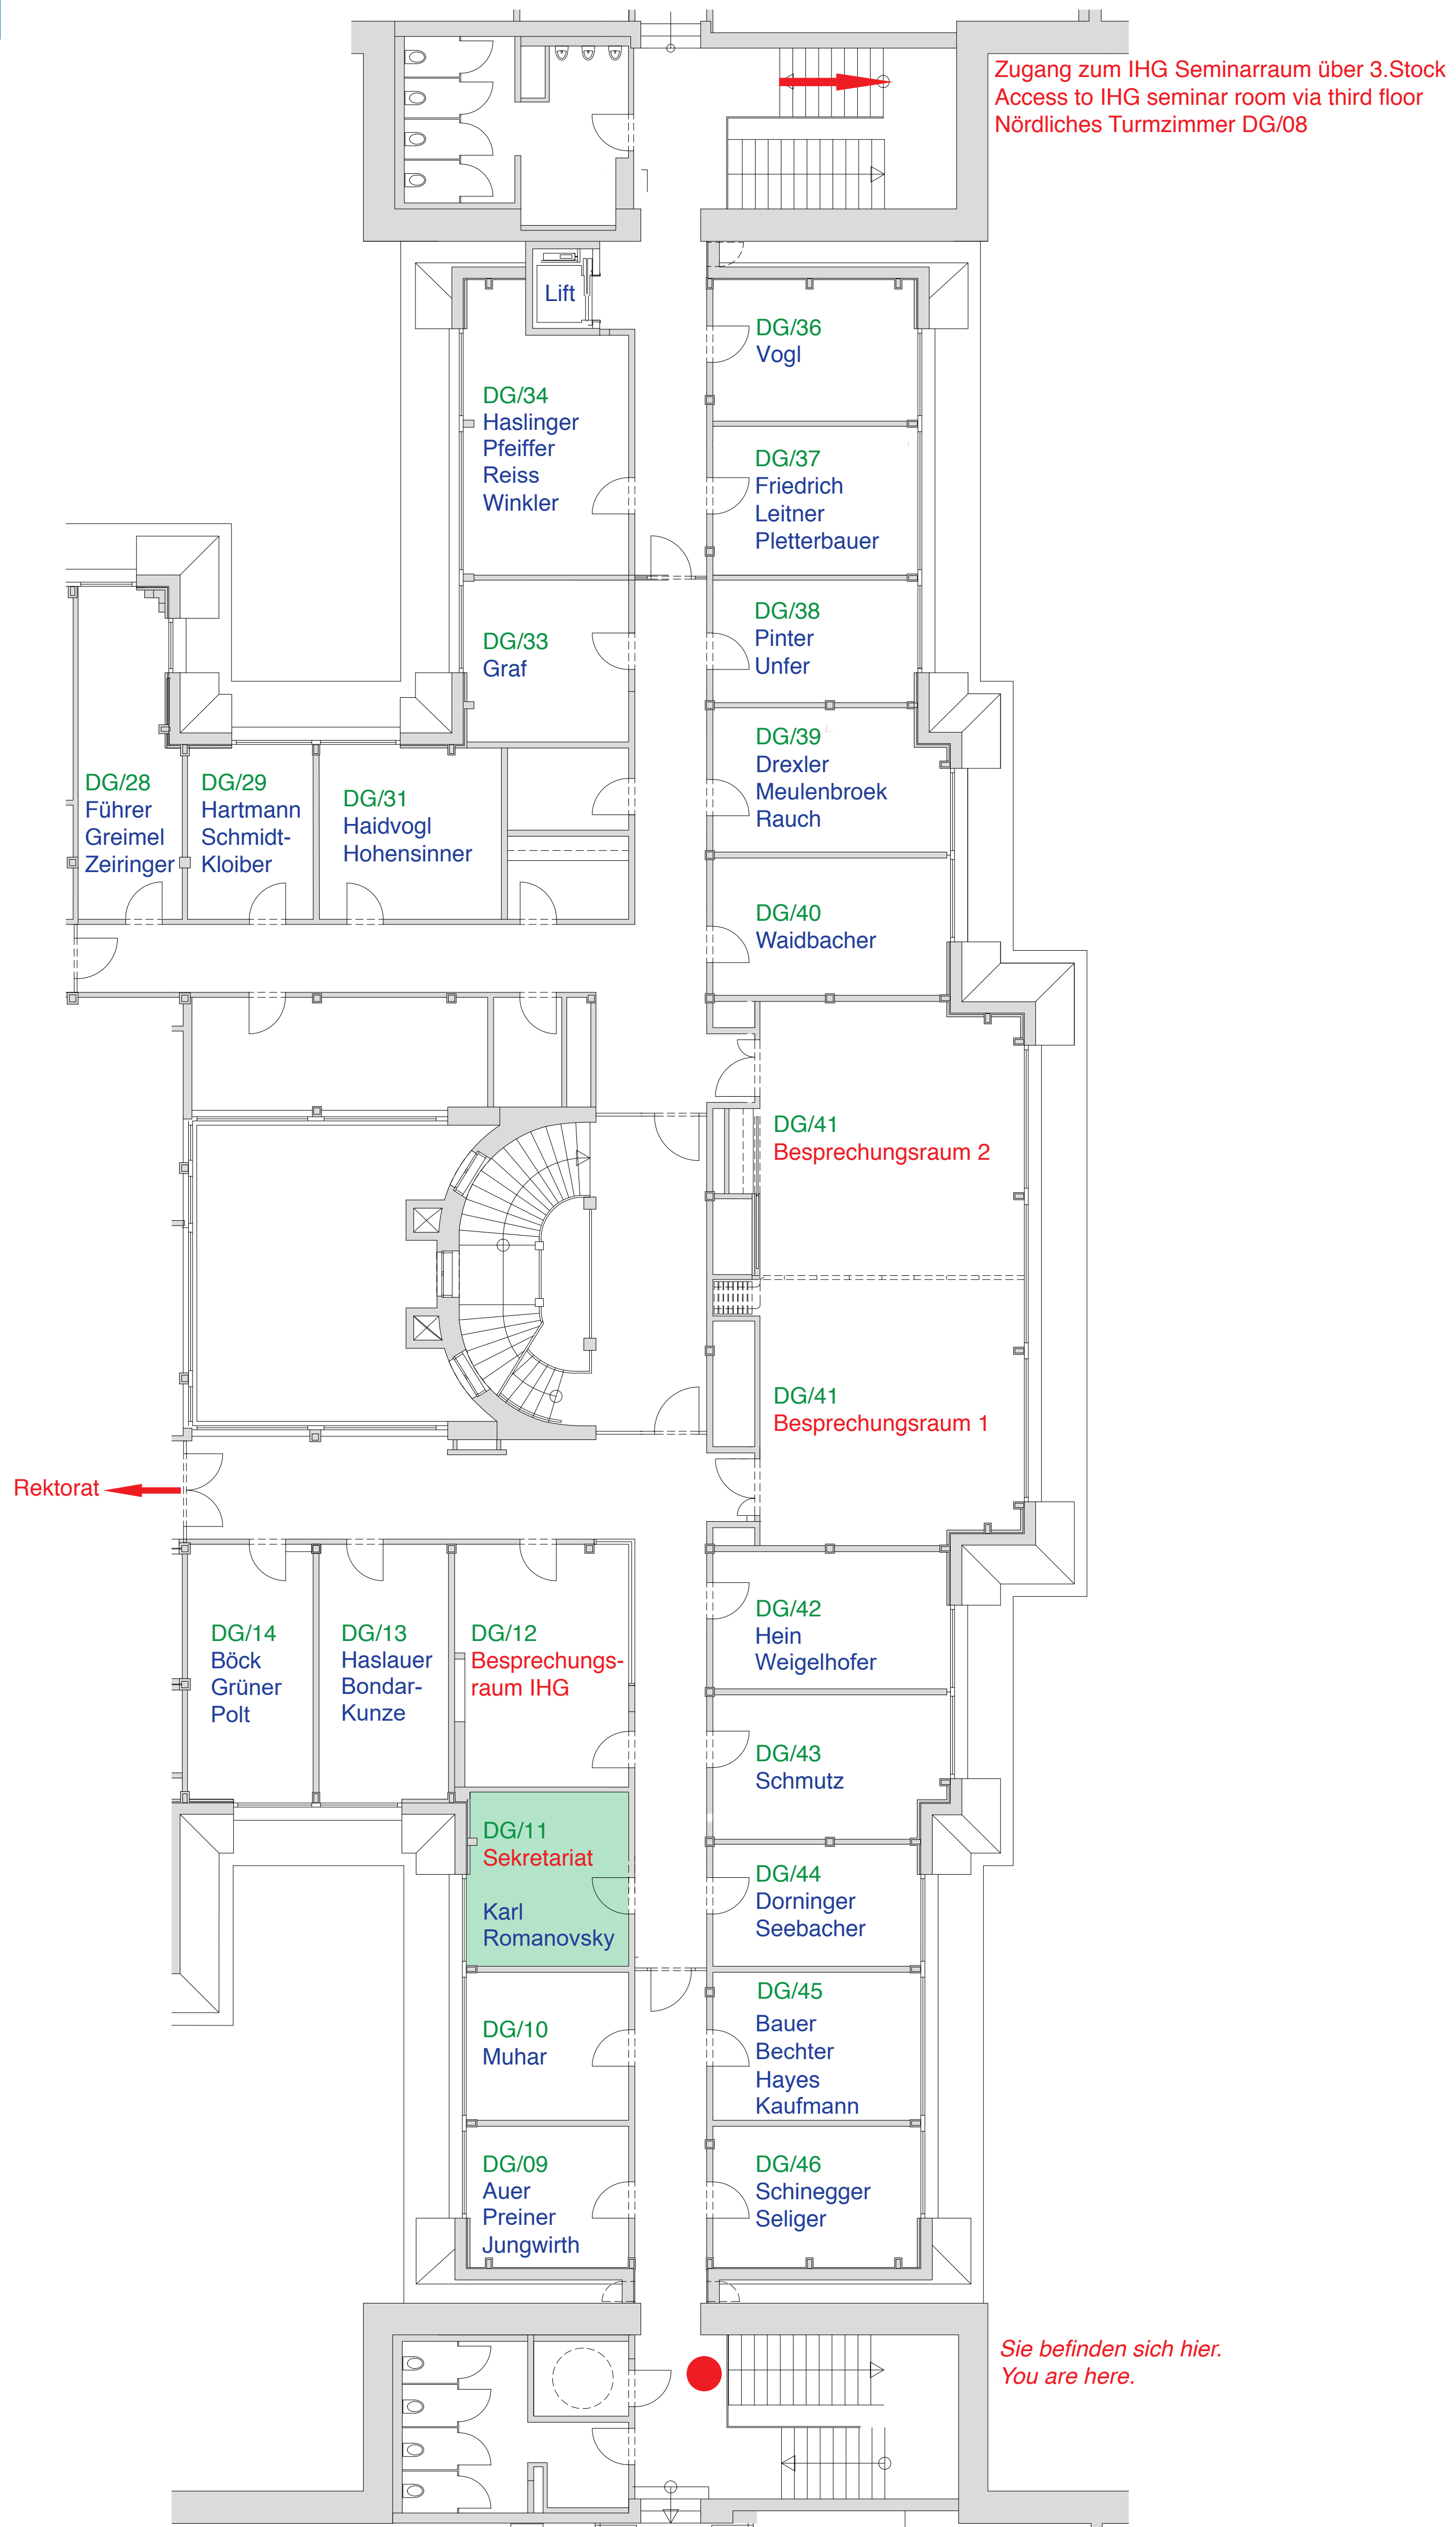 Zugang zum IHG Seminarraum über 3.Stock
Access to IHG seminar room via third floor
Nördliches Turmzimmer DG/08
Lift
DG/36
Vogl
DG/34
Haslinger
Pfeiffer
Reiss
Winkler
DG/37
Friedrich
Leitner
Pletterbauer
DG/33
Graf
DG/38
Pinter
Unfer
DG/28
Führer
Greimel
Zeiringer
DG/29
Hartmann
Schmidt-
Kloiber
DG/31
Haidvogl
Hohensinner
DG/39
Drexler
Meulenbroek
Rauch
DG/40
Waidbacher
DG/41
Besprechungsraum 2
DG/41
Besprechungsraum 1
Rektorat
DG/14
Böck
Grüner
Polt
DG/13
Haslauer
Bondar-
Kunze
DG/12
Besprechungs-
raum IHG
DG/42
Hein
Weigelhofer
DG/43
Schmutz
DG/11
Sekretariat
Karl
Romanovsky
DG/44
Dorninger
Seebacher
DG/10
Muhar
DG/45
Bauer
Bechter
Hayes
Kaufmann
DG/09
Auer
Preiner
Jungwirth
DG/46
Schinegger
Seliger
Sie befinden sich hier.
You are here.